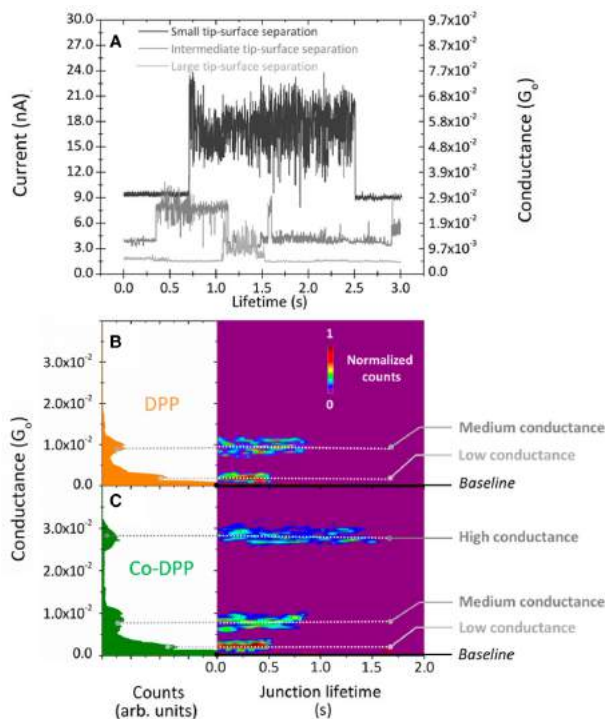 A
Small tip-surface separation
Intermediate tip-surface separation
Large tip-surface separation
Current (nA)
30.0
27.0
24.0
21.0
18.0
15.0
12.0
9.0
6.0
3.0
0.0
9.7x10⁻²
8.7x10⁻²
7.7x10⁻²
6.8x10⁻²
5.8x10⁻²
4.8x10⁻²
3.9x10⁻²
2.9x10⁻²
1.9x10⁻²
9.7x10⁻³
0.0
Conductance (Gₒ)
0.0 0.5 1.0 1.5 2.0 2.5 3.0
Lifetime (s)
B
DPP
1
0
Normalized
counts
3.0x10⁻²
2.0x10⁻²
1.0x10⁻²
0.0
Medium conductance
Low conductance
Baseline
Conductance (Gₒ)
C
Co-DPP
3.0x10⁻²
2.0x10⁻²
1.0x10⁻²
0.0
High conductance
Medium conductance
Low conductance
Baseline
0.0 0.5 1.0 1.5 2.0
Counts
(arb. units)
Junction lifetime
(s)